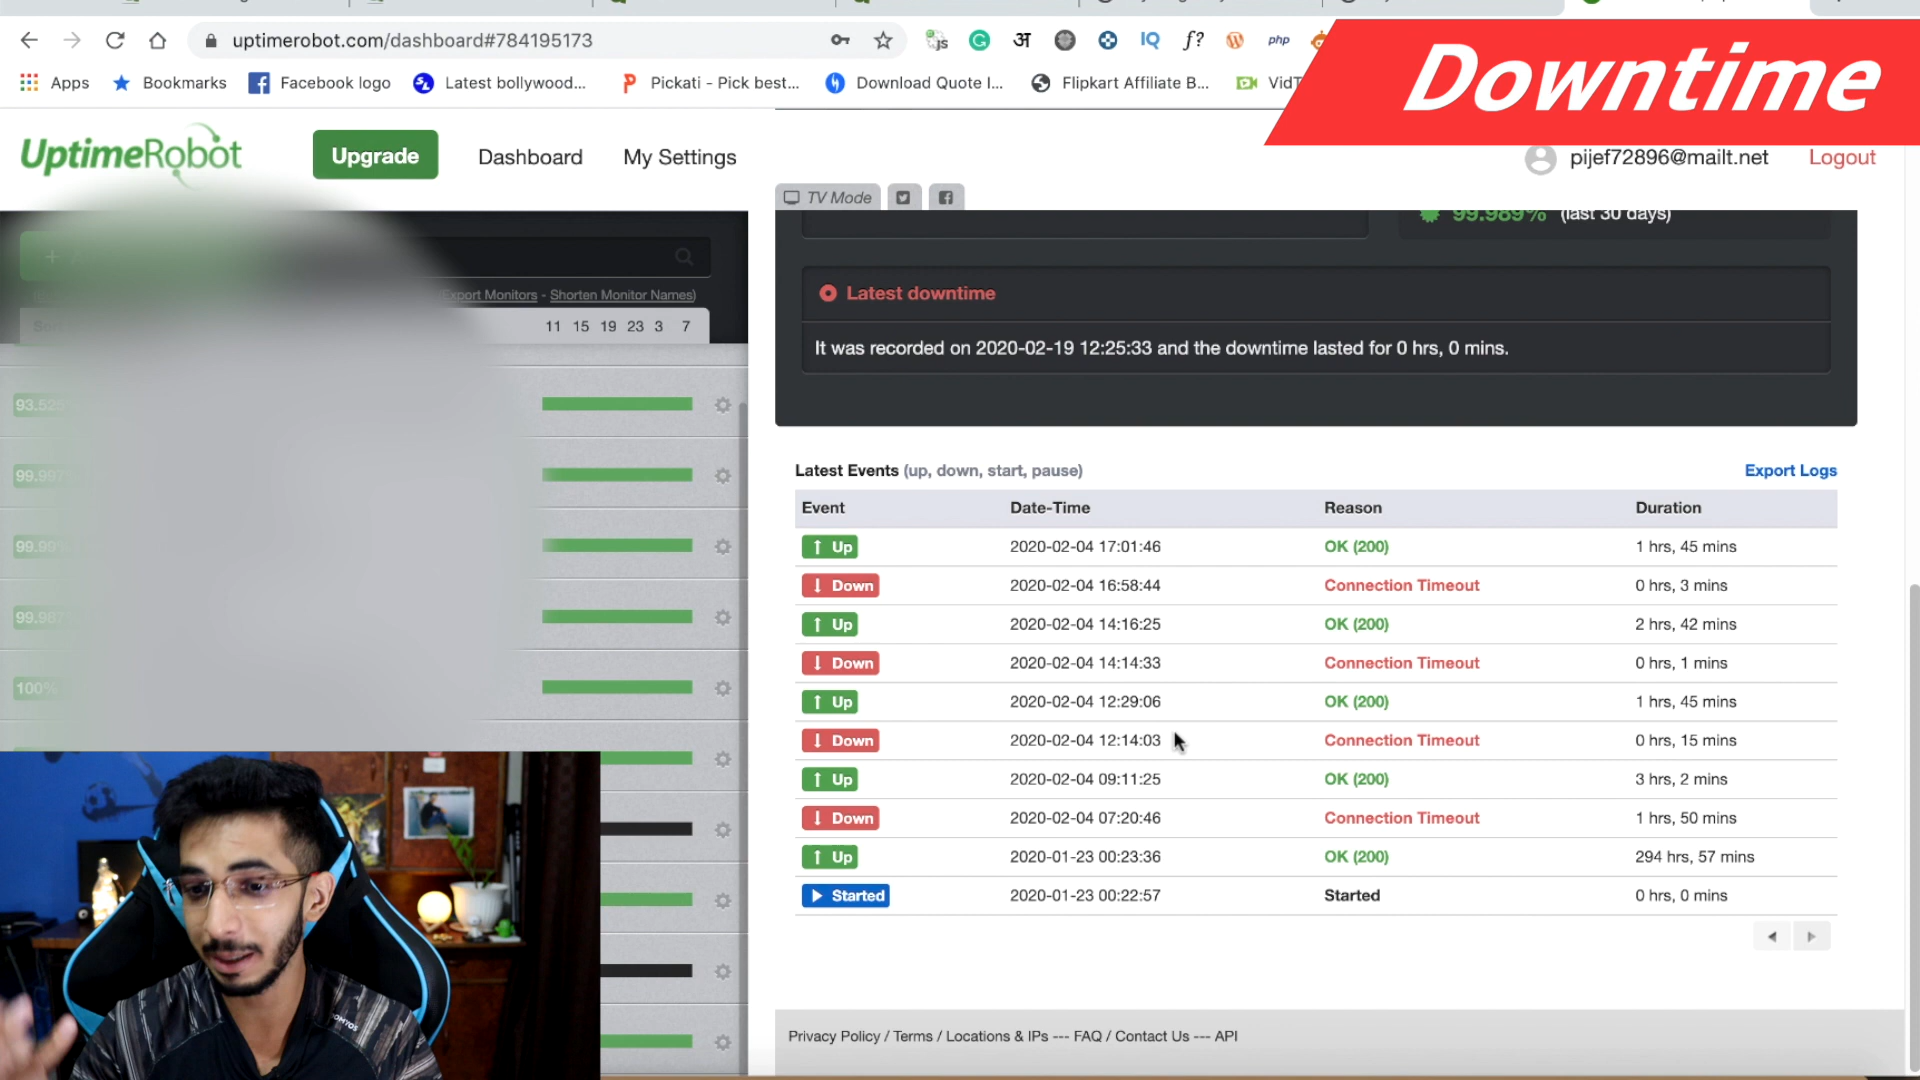 uptimerobot.com/dashboard#784195173
JS
अ
IQ
f?
php
Apps
Bookmarks
Facebook logo
Latest bollywood...
Pickati - Pick best...
Download Quote I...
Flipkart Affiliate B...
VidT
Downtime
UptimeRobot
Upgrade
Dashboard
My Settings
pijef72896@mailt.net
Logout
TV Mode
99.989% (last 30 days)
Export Monitors - Shorten Monitor Names)
11 15 19 23 3 7
Latest downtime
It was recorded on 2020-02-19 12:25:33 and the downtime lasted for 0 hrs, 0 mins.
100%
Latest Events (up, down, start, pause)
Export Logs
Event Date-Time Reason Duration
Up 2020-02-04 17:01:46 OK (200) 1 hrs, 45 mins
Down 2020-02-04 16:58:44 Connection Timeout 0 hrs, 3 mins
Up 2020-02-04 14:16:25 OK (200) 2 hrs, 42 mins
Down 2020-02-04 14:14:33 Connection Timeout 0 hrs, 1 mins
Up 2020-02-04 12:29:06 OK (200) 1 hrs, 45 mins
Down 2020-02-04 12:14:03 Connection Timeout 0 hrs, 15 mins
Up 2020-02-04 09:11:25 OK (200) 3 hrs, 2 mins
Down 2020-02-04 07:20:46 Connection Timeout 1 hrs, 50 mins
Up 2020-01-23 00:23:36 OK (200) 294 hrs, 57 mins
Started 2020-01-23 00:22:57 Started 0 hrs, 0 mins
Privacy Policy / Terms / Locations & IPs --- FAQ / Contact Us --- API